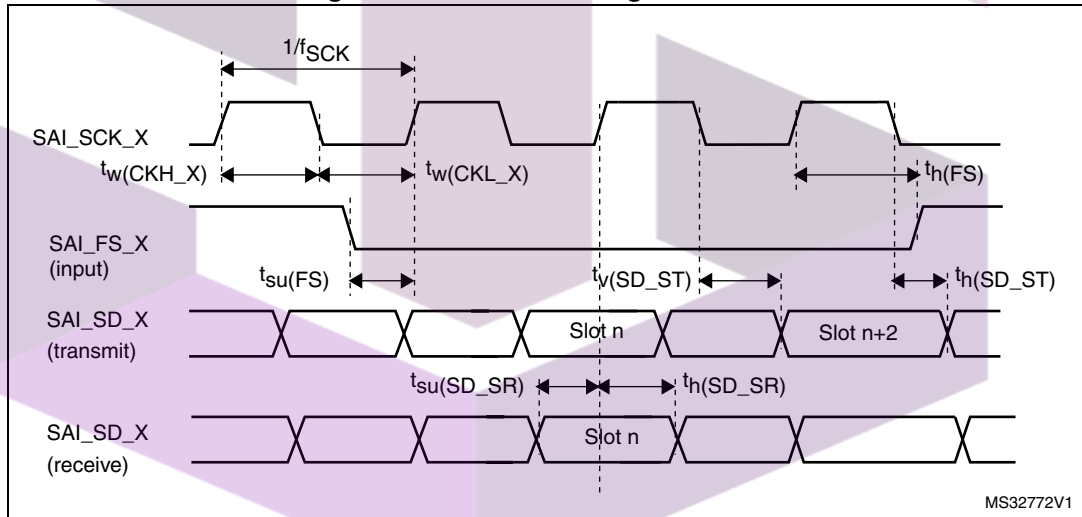 1/fSCK
SAI_SCK_X
tw(CKH_X)
tw(CKL_X)
th(FS)
SAI_FS_X
(input)
tsu(FS)
tv(SD_ST)
th(SD_ST)
SAI_SD_X
(transmit)
Slot n
Slot n+2
tsu(SD_SR)
th(SD_SR)
SAI_SD_X
(receive)
Slot n
MS32772V1